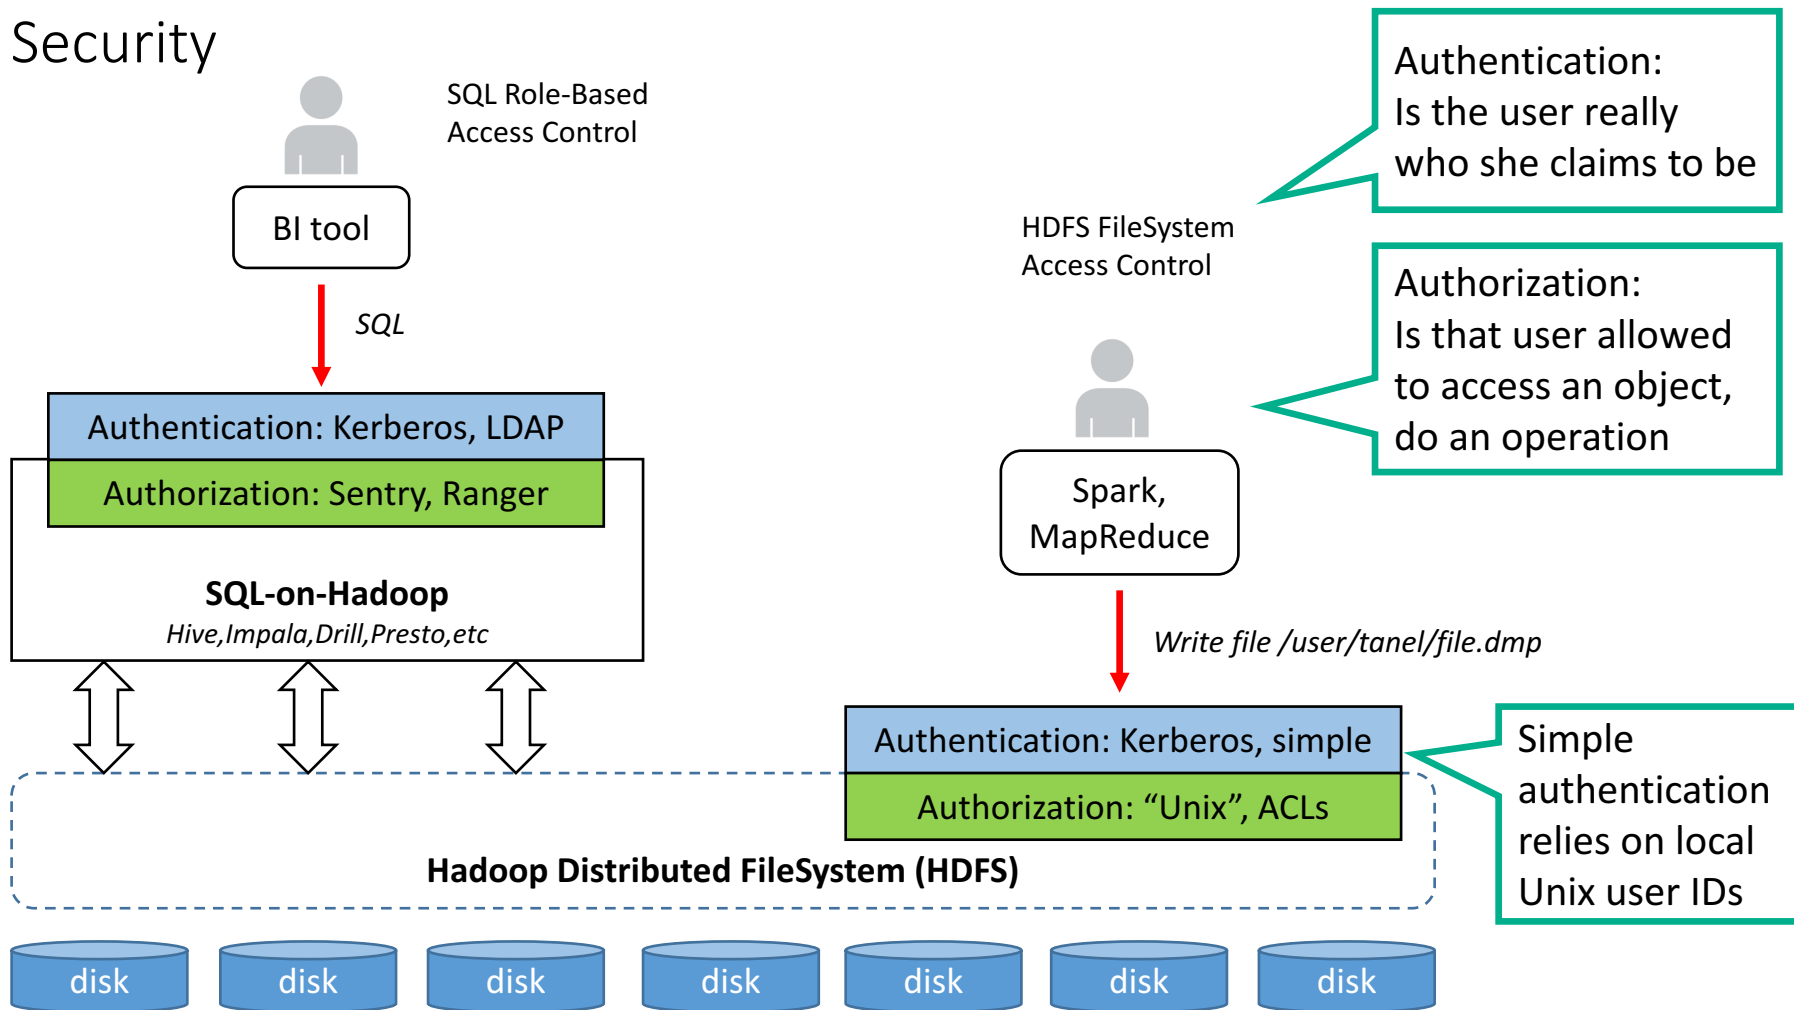 Security
SQL Role-Based
Access Control
BI tool
SQL
Authentication: Kerberos, LDAP
Authorization: Sentry, Ranger
SQL-on-Hadoop
Hive,Impala,Drill,Presto,etc
Authentication:
Is the user really
who she claims to be
HDFS FileSystem
Access Control
Authorization:
Is that user allowed
to access an object,
do an operation
Spark,
MapReduce
Write file /user/tanel/file.dmp
Authentication: Kerberos, simple
Authorization: “Unix”, ACLs
Simple
authentication
relies on local
Unix user IDs
Hadoop Distributed FileSystem (HDFS)
disk
disk
disk
disk
disk
disk
disk